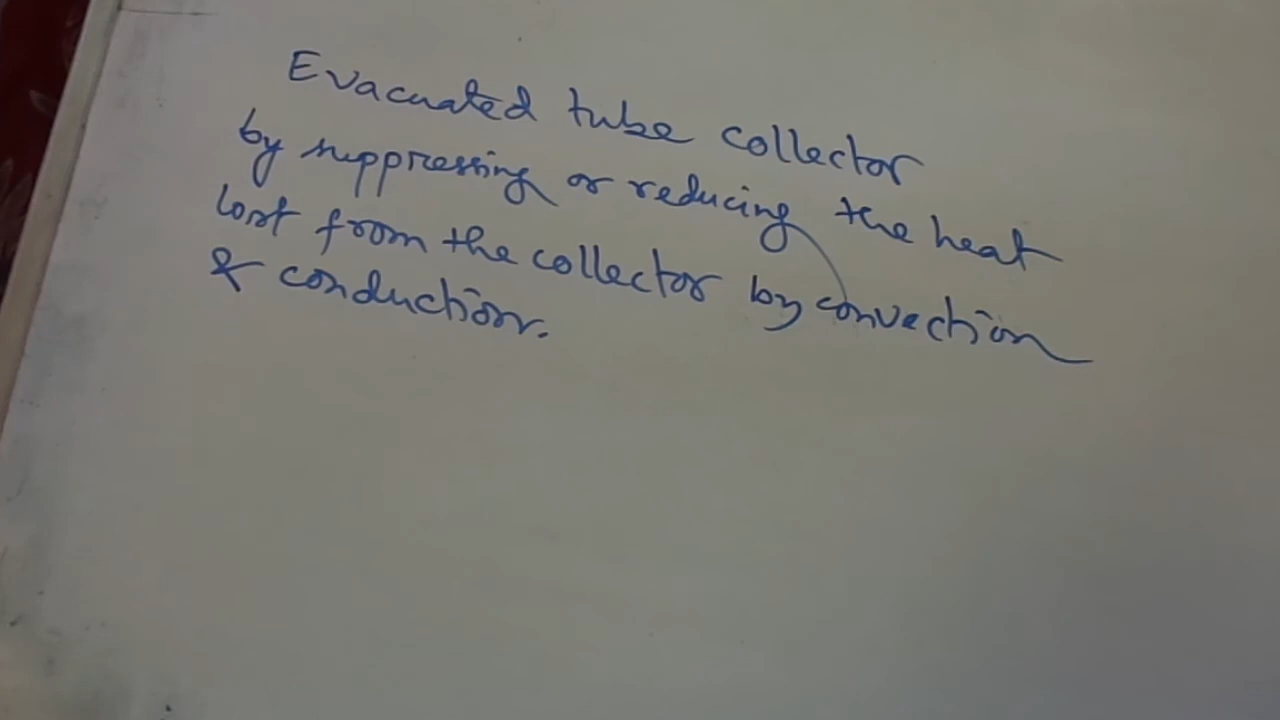 Evacuated tube collector
by suppressing or reducing the heat
lost from the collector by convection
& conduction.